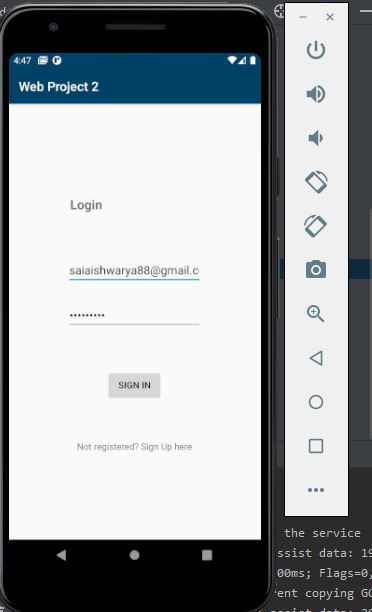 4:47
Web Project 2
Login
saiaishwarya88@gmail.c
•••••••••
SIGN IN
Not registered? Sign Up here
the service
ssist data: 19
00ms; Flags=0,
ent copying GC